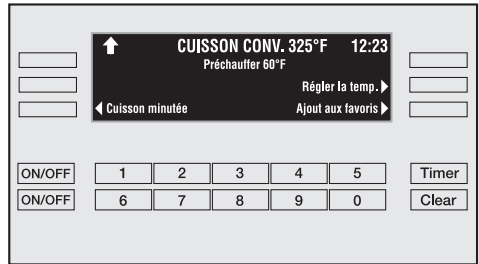 CUISSON CONV. 325°F 12:23
Préchauffer 60°F
Régler la temp.
Cuisson minutée Ajout aux favoris
ON/OFF 1 2 3 4 5 Timer
ON/OFF 6 7 8 9 0 Clear